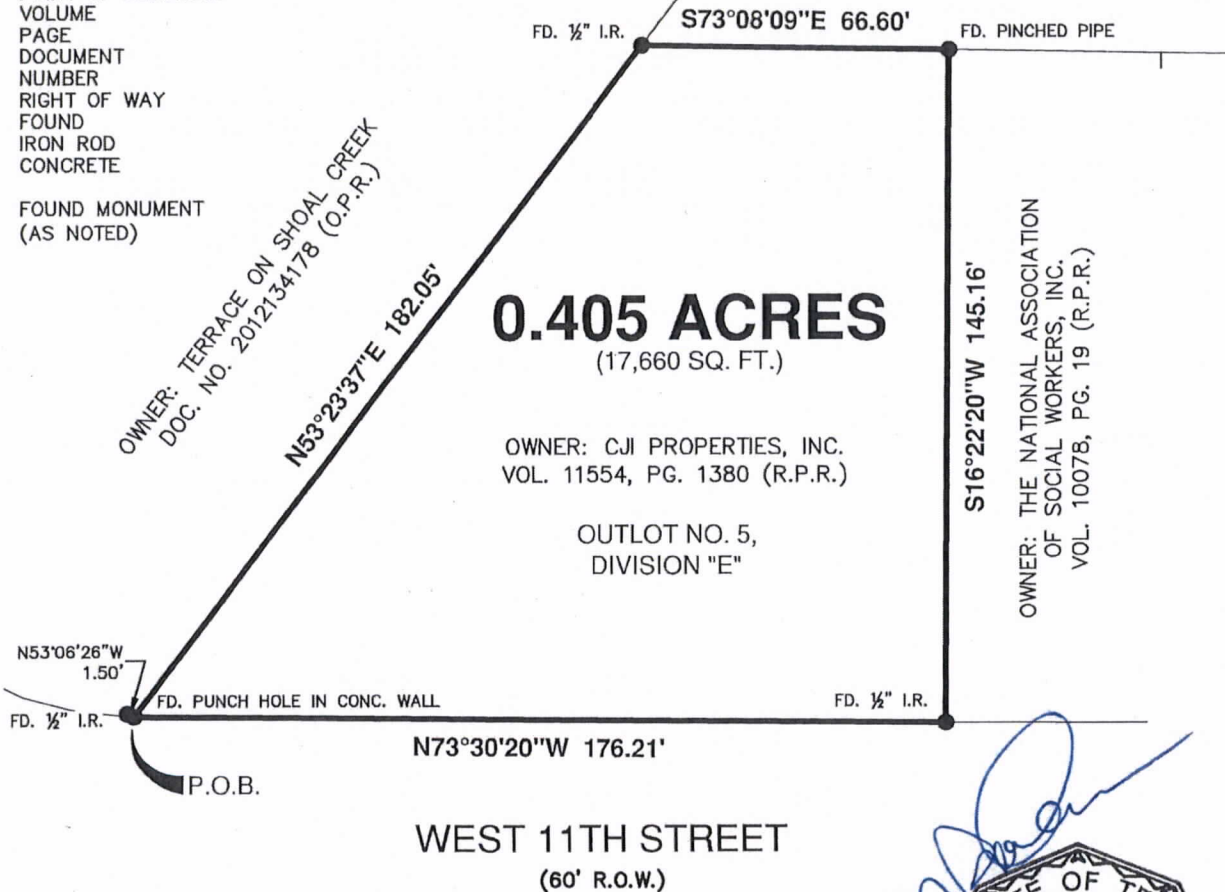 VOLUME
PAGE
DOCUMENT
NUMBER
RIGHT OF WAY
FOUND
IRON ROD
CONCRETE
FOUND MONUMENT
(AS NOTED)
FD. ½" I.R.
S73°08'09"E 66.60'
FD. PINCHED PIPE
OWNER: TERRACE ON SHOAL CREEK
DOC. NO. 2012134178 (O.P.R.)
N53°23'37"E 182.05'
0.405 ACRES
(17,660 SQ. FT.)
OWNER: CJI PROPERTIES, INC.
VOL. 11554, PG. 1380 (R.P.R.)
OUTLOT NO. 5,
DIVISION "E"
S16°22'20"W 145.16'
OWNER: THE NATIONAL ASSOCIATION
OF SOCIAL WORKERS, INC.
VOL. 10078, PG. 19 (R.P.R.)
N53°06'26"W
1.50'
FD. PUNCH HOLE IN CONC. WALL
FD. ½" I.R.
FD. ½" I.R.
N73°30'20"W 176.21'
P.O.B.
WEST 11TH STREET
(60' R.O.W.)
OF